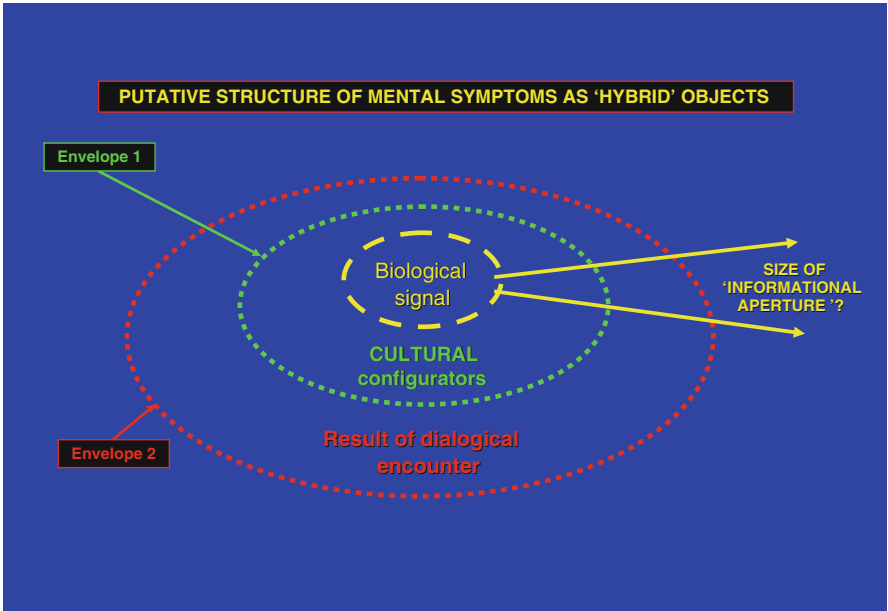 PUTATIVE STRUCTURE OF MENTAL SYMPTOMS AS ‘HYBRID’ OBJECTS
Envelope 1
Biological
signal
SIZE OF
‘INFORMATIONAL
APERTURE ’?
CULTURAL
configurators
Result of dialogical
encounter
Envelope 2